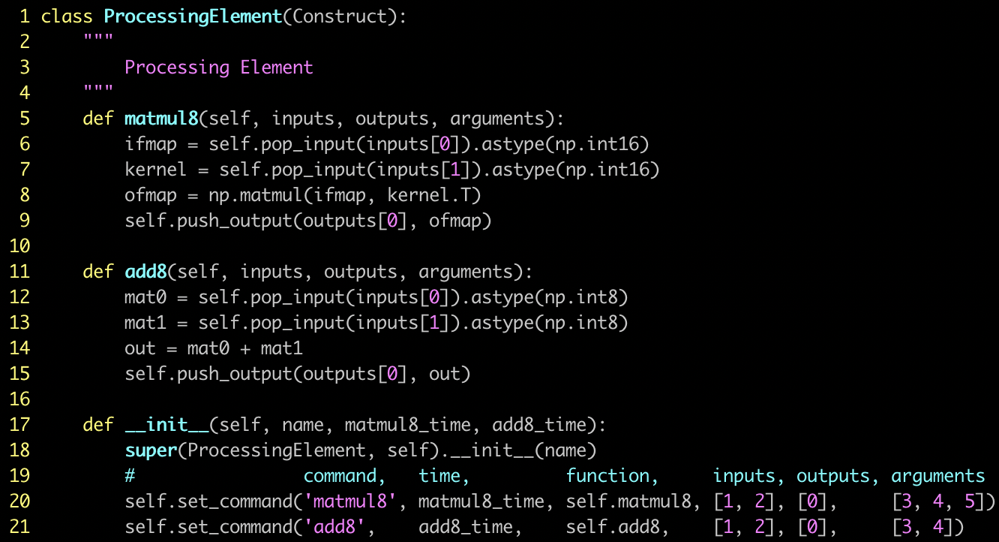 1 class ProcessingElement(Construct):
2     """
3         Processing Element
4     """
5     def matmul8(self, inputs, outputs, arguments):
6         ifmap = self.pop_input(inputs[0]).astype(np.int16)
7         kernel = self.pop_input(inputs[1]).astype(np.int16)
8         ofmap = np.matmul(ifmap, kernel.T)
9         self.push_output(outputs[0], ofmap)
10
11     def add8(self, inputs, outputs, arguments):
12         mat0 = self.pop_input(inputs[0]).astype(np.int8)
13         mat1 = self.pop_input(inputs[1]).astype(np.int8)
14         out = mat0 + mat1
15         self.push_output(outputs[0], out)
16
17     def __init__(self, name, matmul8_time, add8_time):
18         super(ProcessingElement, self).__init__(name)
19         #                command,   time,         function,     inputs, outputs, arguments
20         self.set_command('matmul8', matmul8_time, self.matmul8, [1, 2], [0],     [3, 4, 5])
21         self.set_command('add8',    add8_time,    self.add8,    [1, 2], [0],     [3, 4])